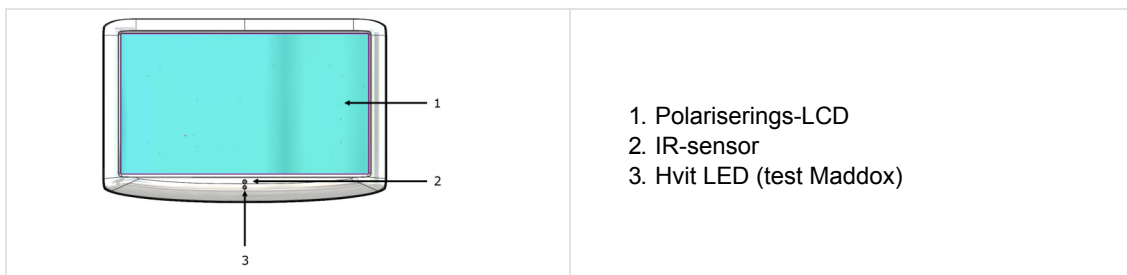 1
2
3
1. Polariserings-LCD
2. IR-sensor
3. Hvit LED (test Maddox)